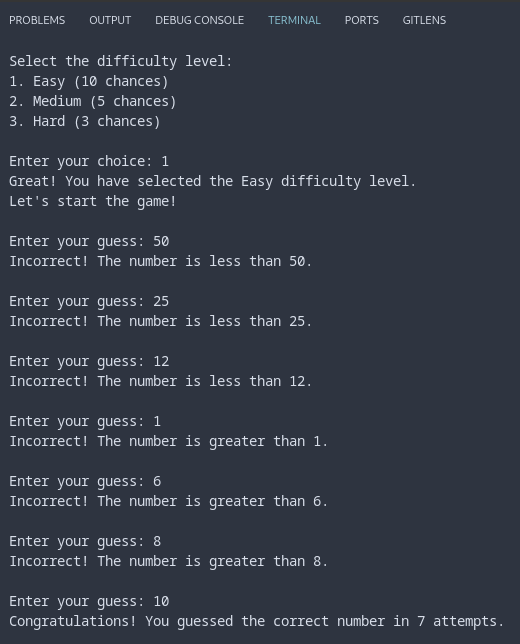 PROBLEMS OUTPUT DEBUG CONSOLE TERMINAL PORTS GITLENS
Select the difficulty level:
1. Easy (10 chances)
2. Medium (5 chances)
3. Hard (3 chances)
Enter your choice: 1
Great! You have selected the Easy difficulty level.
Let's start the game!
Enter your guess: 50
Incorrect! The number is less than 50.
Enter your guess: 25
Incorrect! The number is less than 25.
Enter your guess: 12
Incorrect! The number is less than 12.
Enter your guess: 1
Incorrect! The number is greater than 1.
Enter your guess: 6
Incorrect! The number is greater than 6.
Enter your guess: 8
Incorrect! The number is greater than 8.
Enter your guess: 10
Congratulations! You guessed the correct number in 7 attempts.